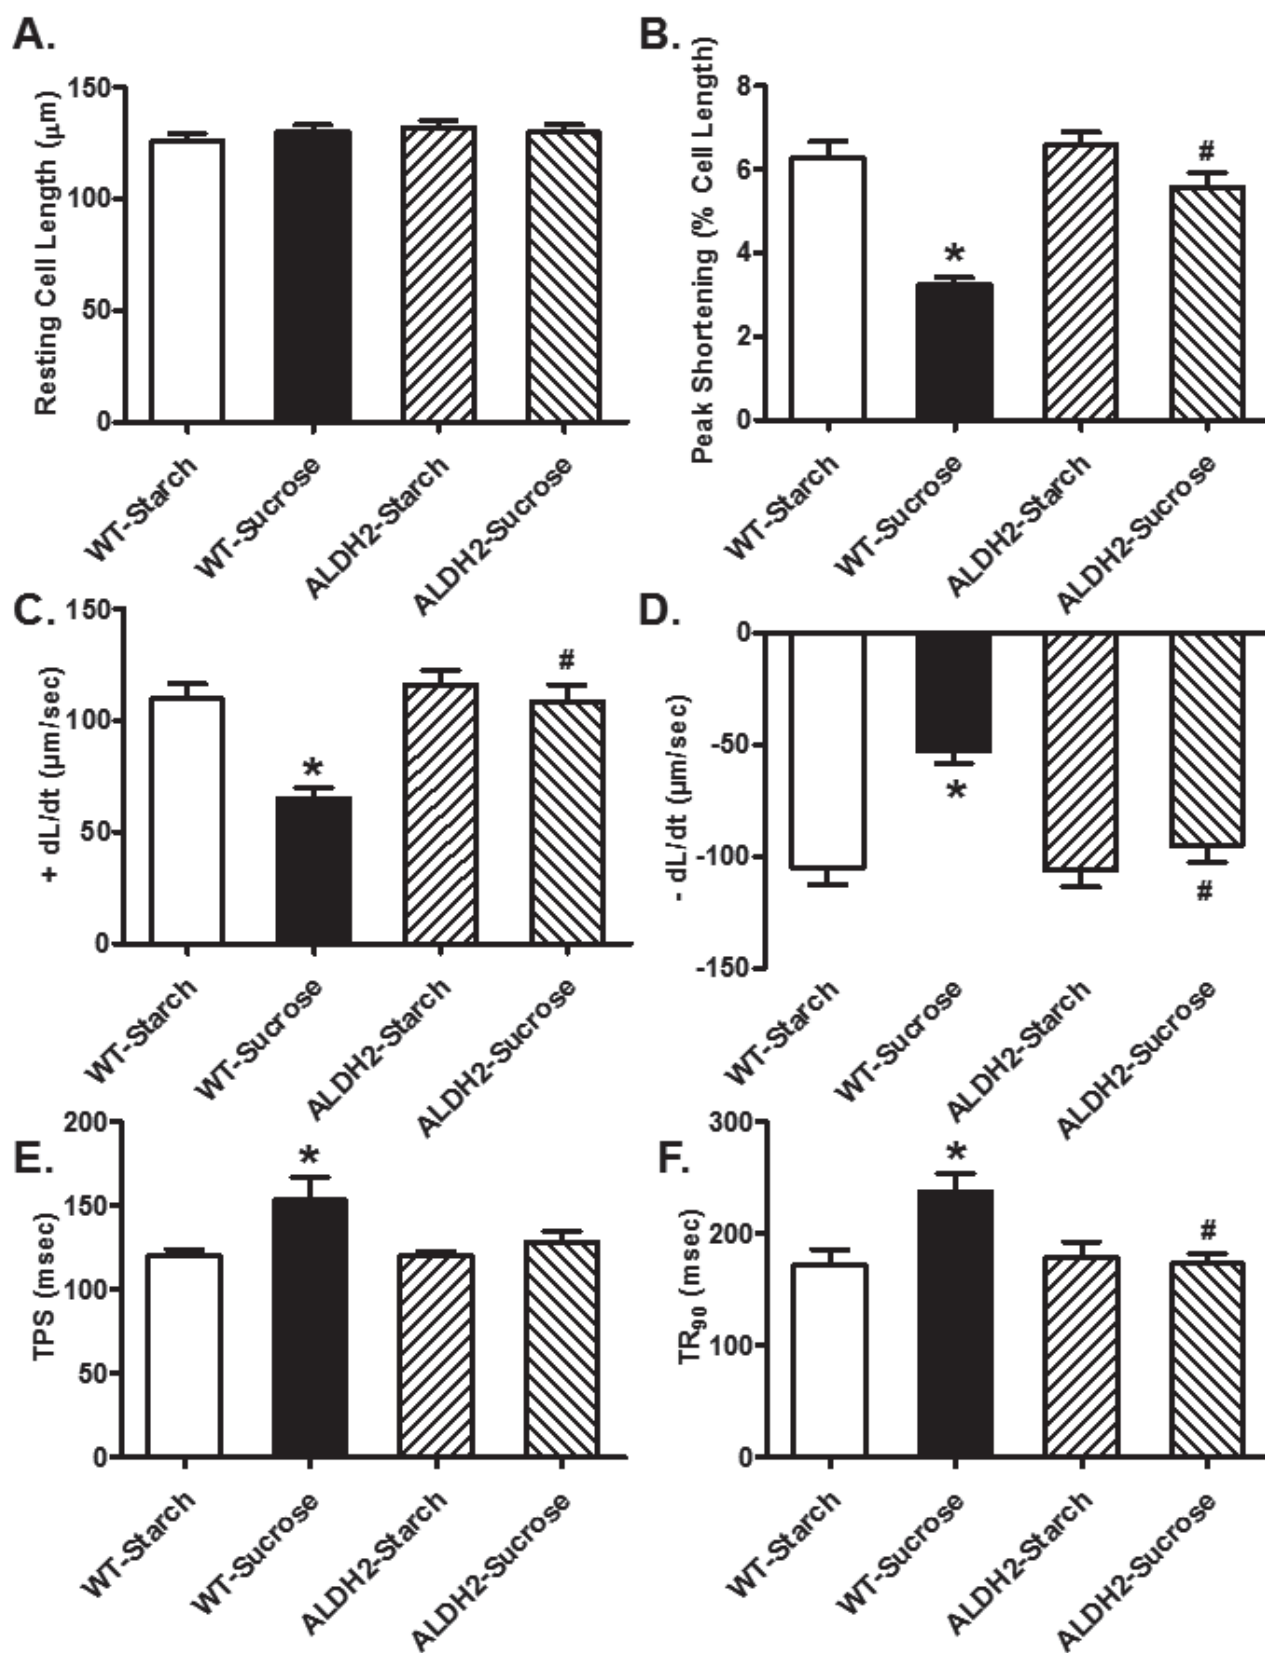 A.
Resting Cell Length (μm)
150
100
50
0
WT-Starch
WT-Sucrose
ALDH2-Starch
ALDH2-Sucrose
B.
Peak Shortening (% Cell Length)
8
6
4
2
0
*
#
WT-Starch
WT-Sucrose
ALDH2-Starch
ALDH2-Sucrose
C.
+ dL/dt (μm/sec)
150
100
50
0
*
#
WT-Starch
WT-Sucrose
ALDH2-Starch
ALDH2-Sucrose
D.
- dL/dt (μm/sec)
0
-50
-100
-150
*
#
WT-Starch
WT-Sucrose
ALDH2-Starch
ALDH2-Sucrose
E.
TPS (msec)
200
150
100
50
0
*
WT-Starch
WT-Sucrose
ALDH2-Starch
ALDH2-Sucrose
F.
TR90 (msec)
300
200
100
0
*
#
WT-Starch
WT-Sucrose
ALDH2-Starch
ALDH2-Sucrose